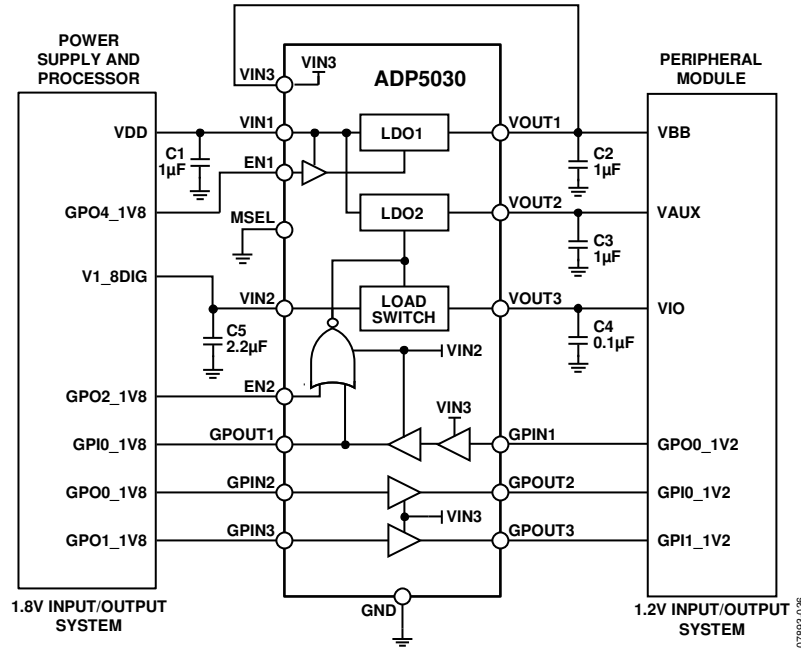 POWER
SUPPLY AND
PROCESSOR
VIN3
VIN3
ADP5030
PERIPHERAL
MODULE
VDD
VIN1
LDO1
VOUT1
VBB
C1
1µF
EN1
C2
1µF
GPO4_1V8
MSEL
LDO2
VOUT2
VAUX
C3
1µF
V1_8DIG
VIN2
LOAD
SWITCH
VOUT3
VIO
C5
2.2µF
C4
0.1µF
VIN2
GPO2_1V8
EN2
VIN3
GPI0_1V8
GPOUT1
GPIN1
GPO0_1V2
GPO0_1V8
GPIN2
GPOUT2
GPI0_1V2
VIN3
GPO1_1V8
GPIN3
GPOUT3
GPI1_1V2
GND
1.8V INPUT/OUTPUT
SYSTEM
1.2V INPUT/OUTPUT
SYSTEM
07893-036